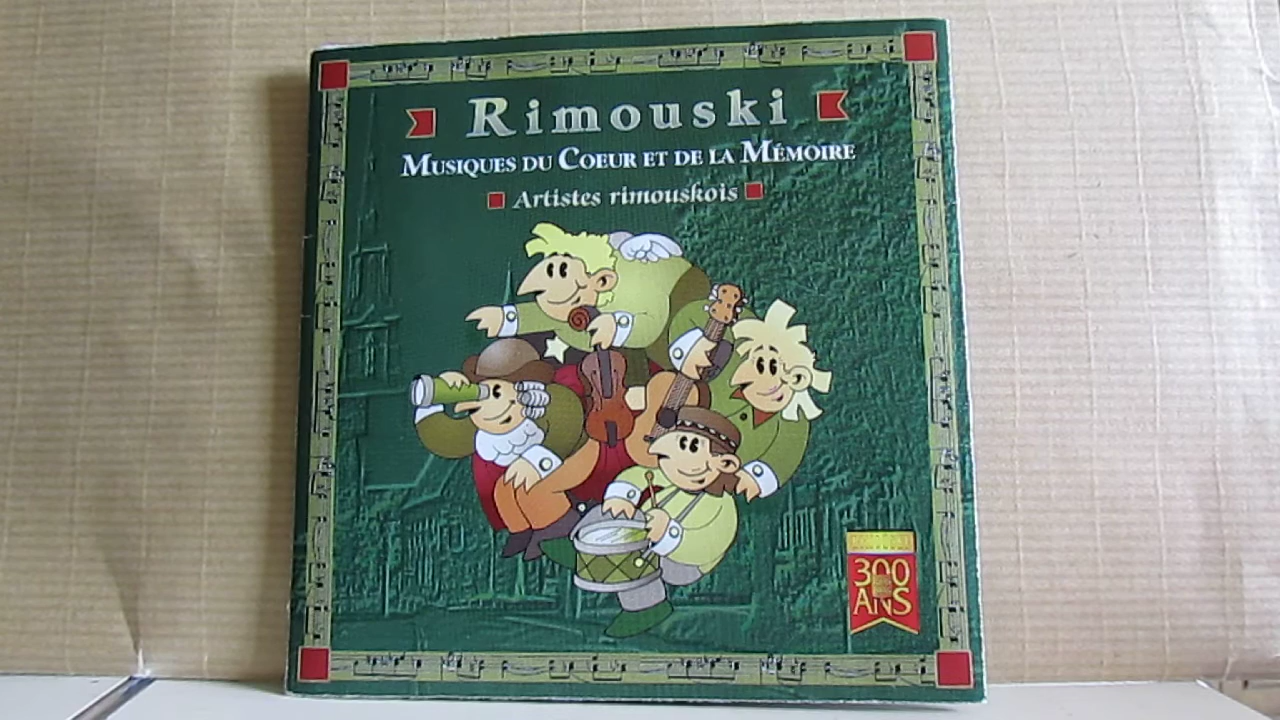 Rimouski
MUSIQUES DU COEUR ET DE LA MÉMOIRE
Artistes rimouskois
300
ANS